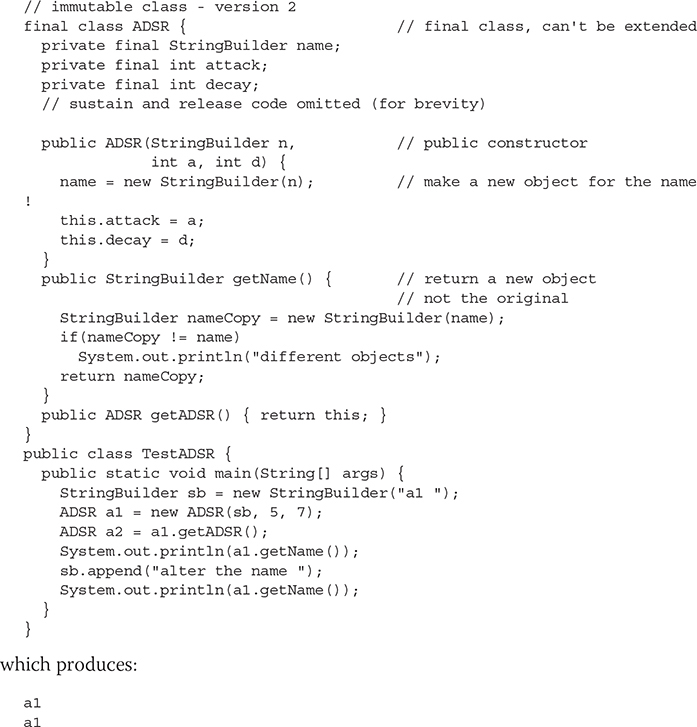 // immutable class - version 2
final class ADSR {                       // final class, can't be extended
  private final StringBuilder name;
  private final int attack;
  private final int decay;
  // sustain and release code omitted (for brevity)

  public ADSR(StringBuilder n,           // public constructor
              int a, int d) {
    name = new StringBuilder(n);         // make a new object for the name
!
    this.attack = a;
    this.decay = d;
  }
  public StringBuilder getName() {       // return a new object
                                         // not the original
    StringBuilder nameCopy = new StringBuilder(name);
    if(nameCopy != name)
      System.out.println("different objects");
    return nameCopy;
  }
  public ADSR getADSR() { return this; }
}
public class TestADSR {
  public static void main(String[] args) {
    StringBuilder sb = new StringBuilder("a1 ");
    ADSR a1 = new ADSR(sb, 5, 7);
    ADSR a2 = a1.getADSR();
    System.out.println(a1.getName());
    sb.append("alter the name ");
    System.out.println(a1.getName());
  }
}
which produces:
a1
a1